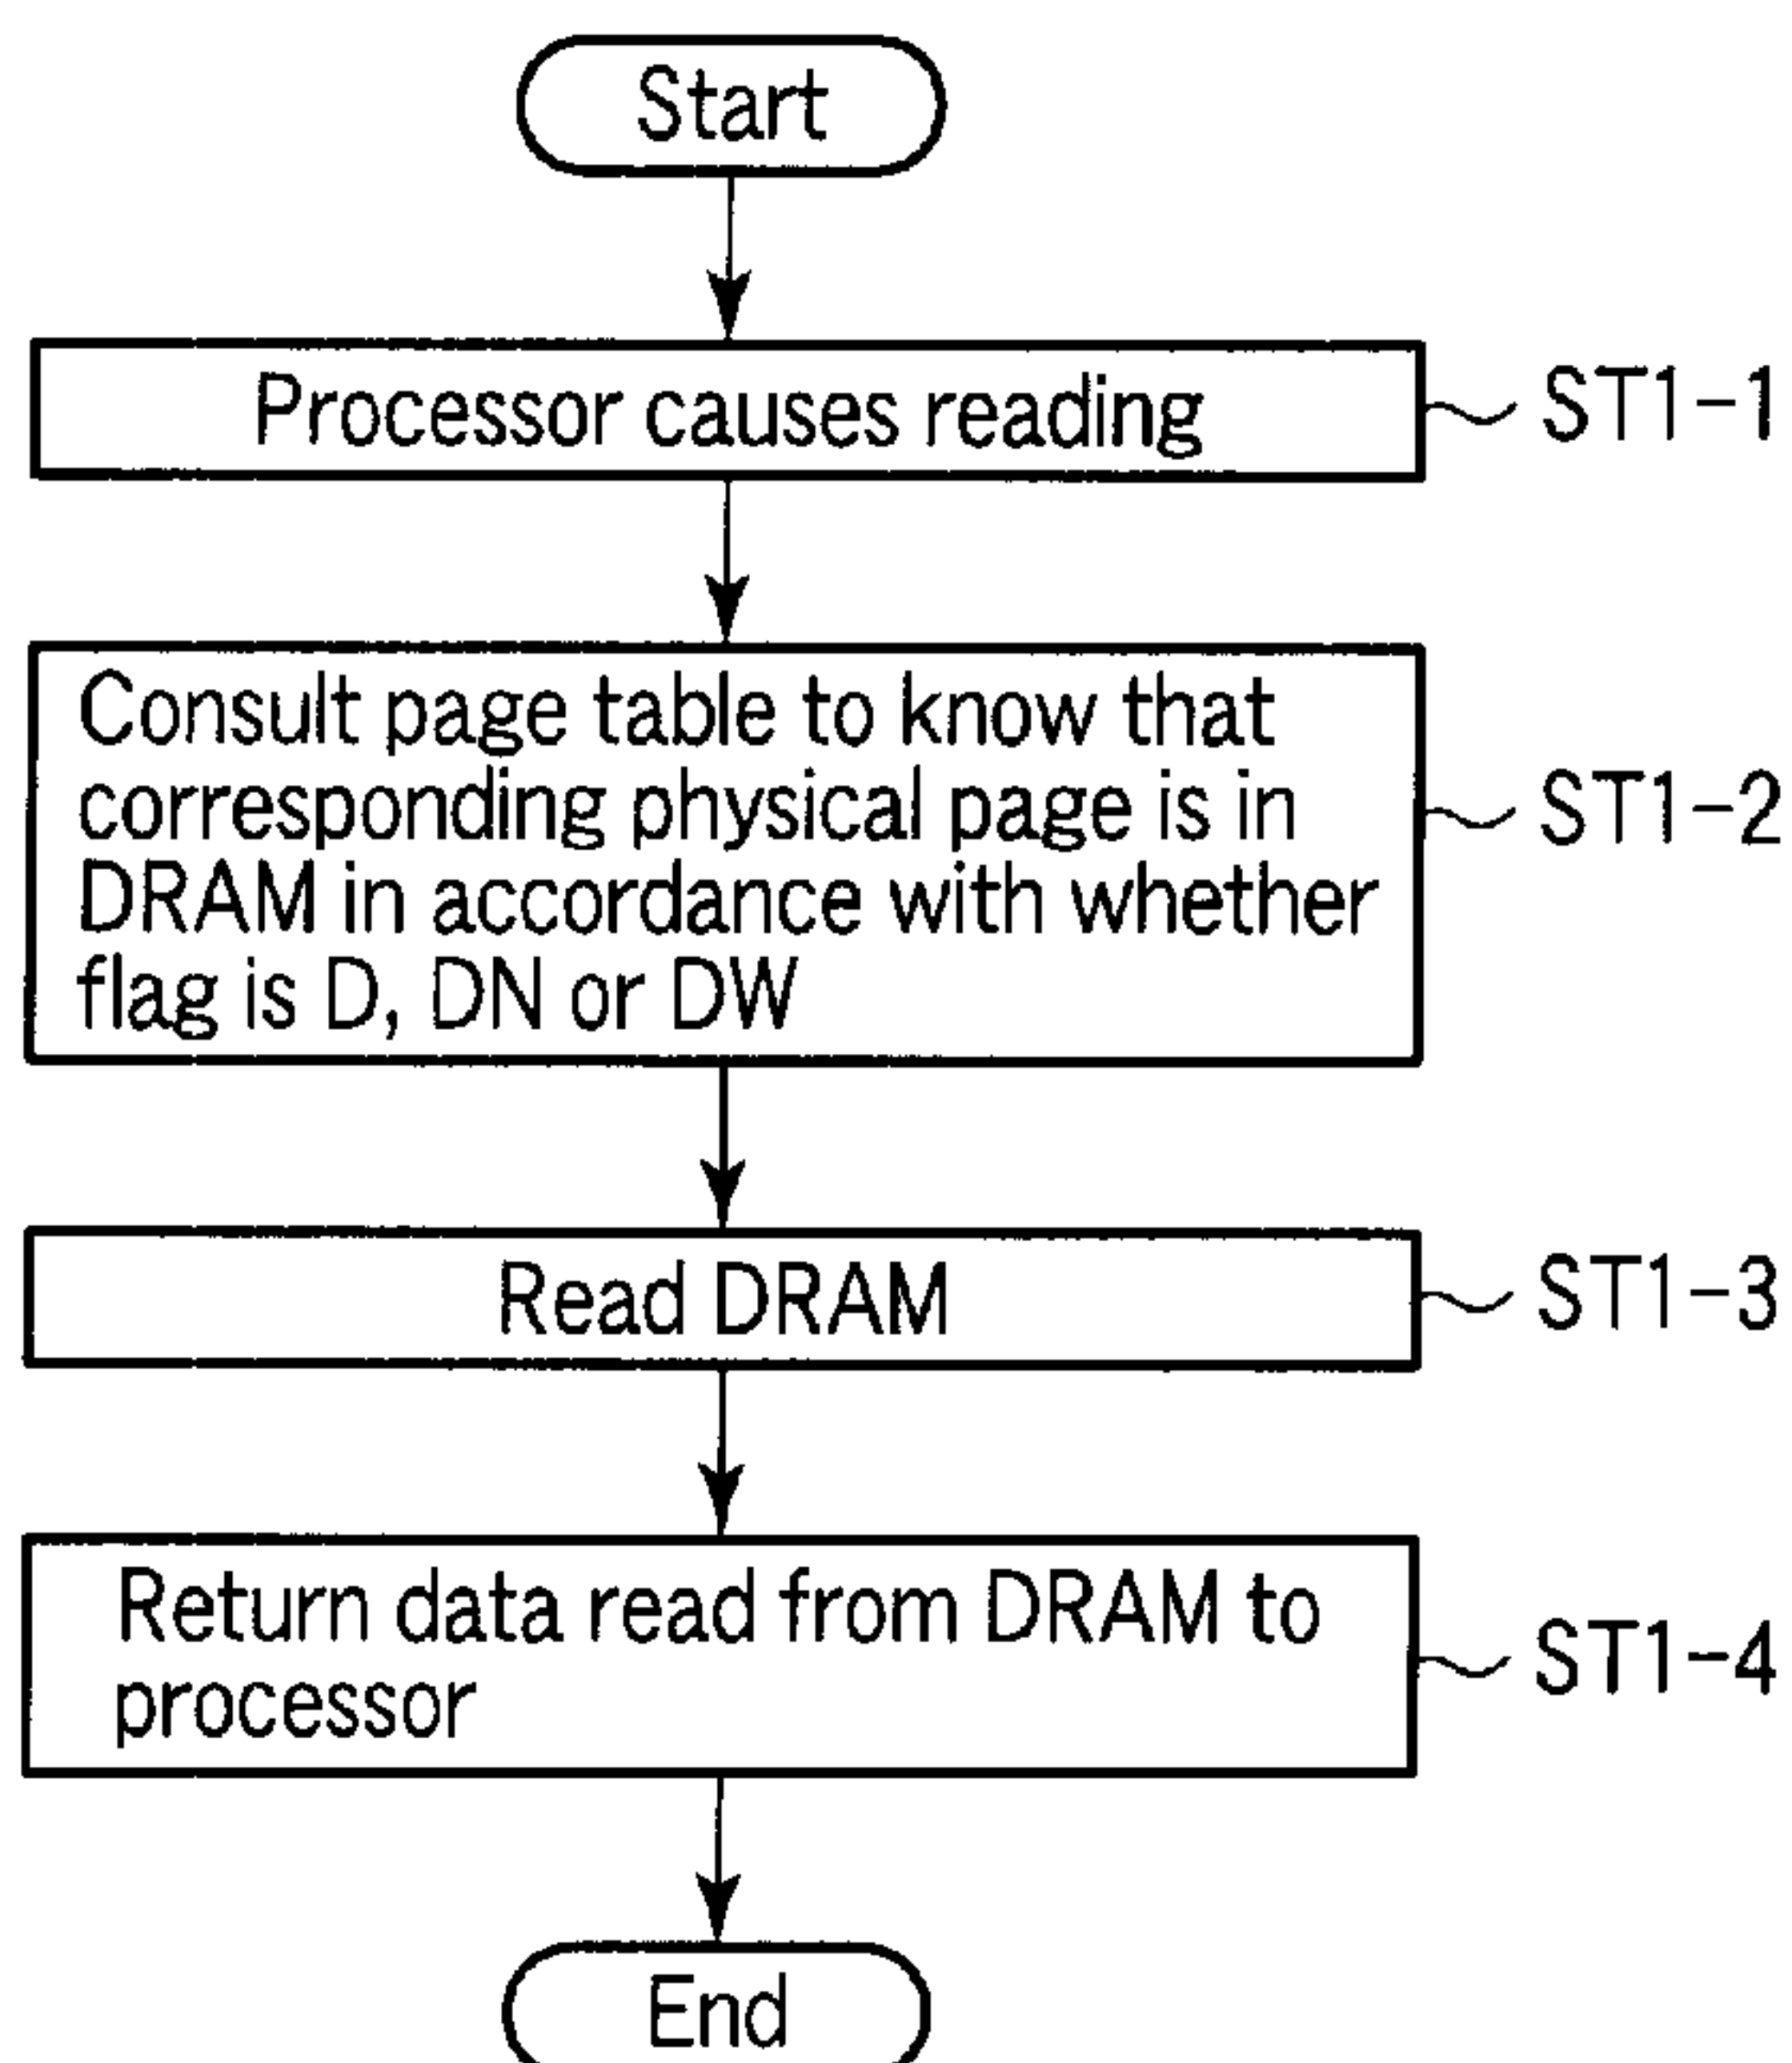 Start
Processor causes reading
ST1-1
Consult page table to know that
corresponding physical page is in
DRAM in accordance with whether
flag is D, DN or DW
ST1-2
Read DRAM
ST1-3
Return data read from DRAM to
processor
ST1-4
End